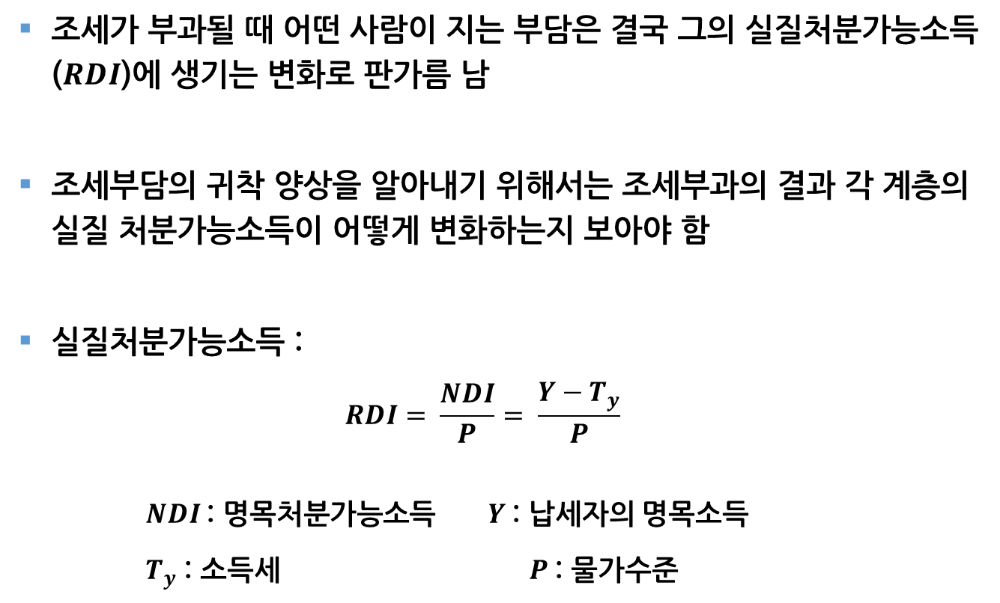 ▪ 조세가 부과될 때 어떤 사람이 지는 부담은 결국 그의 실질처분가능소득
(RDI)에 생기는 변화로 판가름 남
▪ 조세부담의 귀착 양상을 알아내기 위해서는 조세부과의 결과 각 계층의
실질 처분가능소득이 어떻게 변화하는지 보아야 함
▪ 실질처분가능소득 :
RDI = NDI/P = (Y − T_y)/P
NDI : 명목처분가능소득 Y : 납세자의 명목소득
T_y : 소득세 P : 물가수준